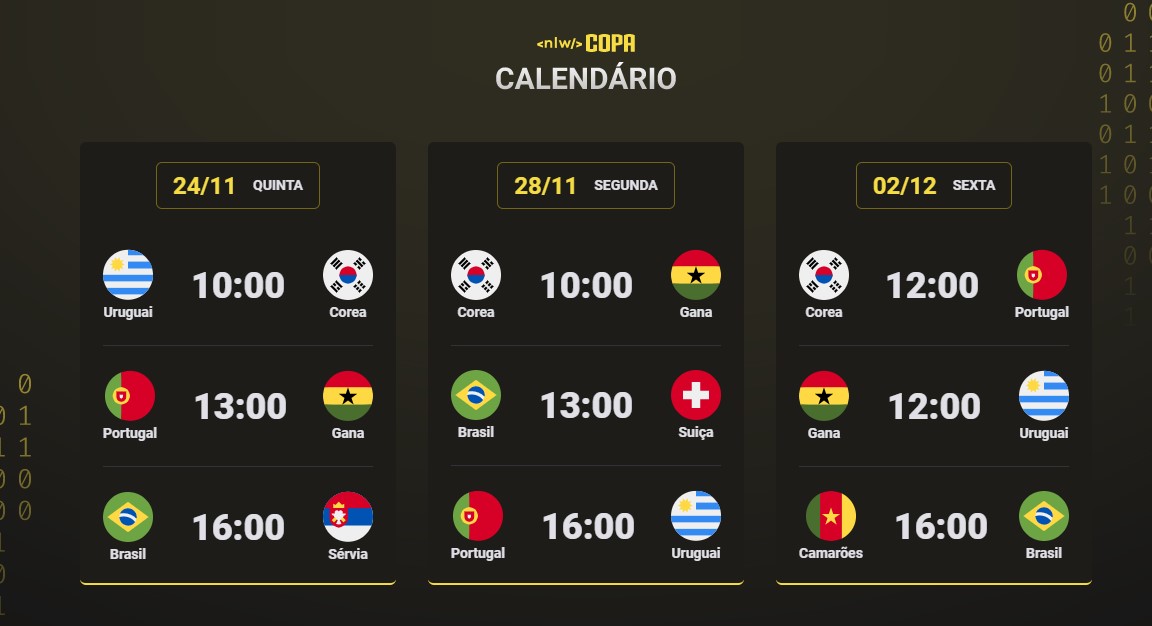 <nlw/> COPA
CALENDÁRIO
24/11 QUINTA
10:00
Uruguai Corea
13:00
Portugal Gana
16:00
Brasil Sérvia
28/11 SEGUNDA
10:00
Corea Gana
13:00
Brasil Suiça
16:00
Portugal Uruguai
02/12 SEXTA
12:00
Corea Portugal
12:00
Gana Uruguai
16:00
Camarões Brasil